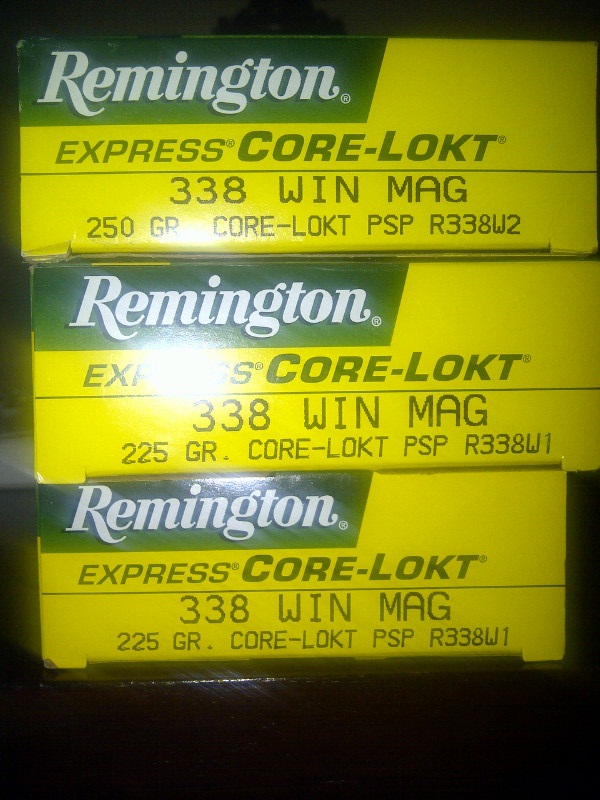 Remington®
EXPRESS® CORE-LOKT®
338 WIN MAG
250 GR. CORE-LOKT PSP R338W2
Remington®
EXPRESS® CORE-LOKT®
338 WIN MAG
225 GR. CORE-LOKT PSP R338W1
Remington®
EXPRESS® CORE-LOKT®
338 WIN MAG
225 GR. CORE-LOKT PSP R338W1